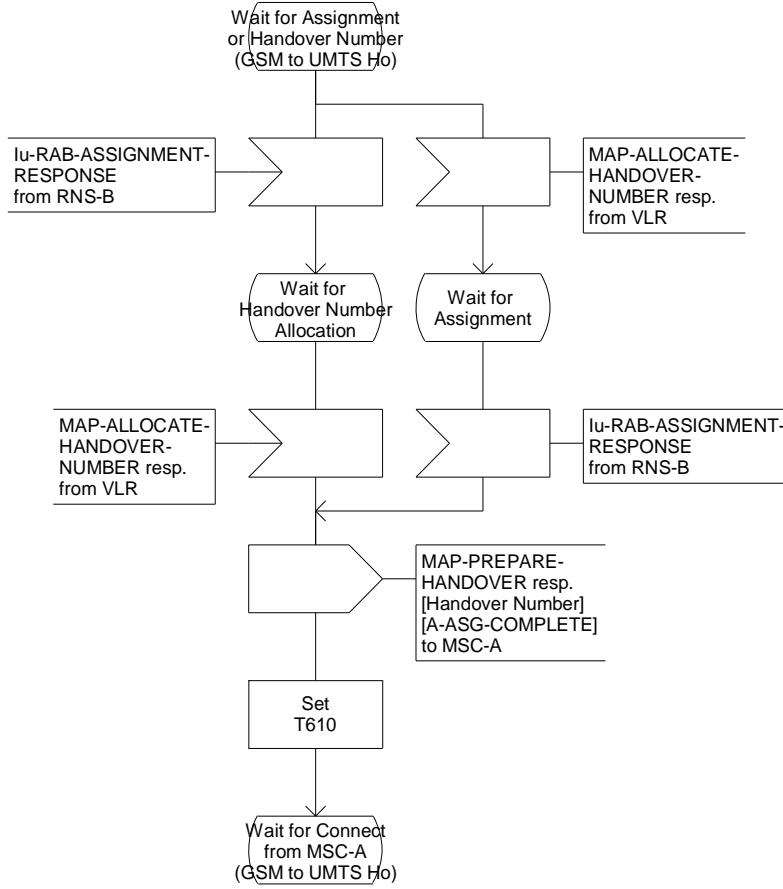 Wait for Assignment
or Handover Number
(GSM to UMTS Ho)
Iu-RAB-ASSIGNMENT-
RESPONSE
from RNS-B
MAP-ALLOCATE-
HANDOVER-
NUMBER resp.
from VLR
Wait for
Handover Number
Allocation
Wait for
Assignment
MAP-ALLOCATE-
HANDOVER-
NUMBER resp.
from VLR
Iu-RAB-ASSIGNMENT-
RESPONSE
from RNS-B
MAP-PREPARE-
HANDOVER resp.
[Handover Number]
[A-ASG-COMPLETE]
to MSC-A
Set
T610
Wait for Connect
from MSC-A
(GSM to UMTS Ho)